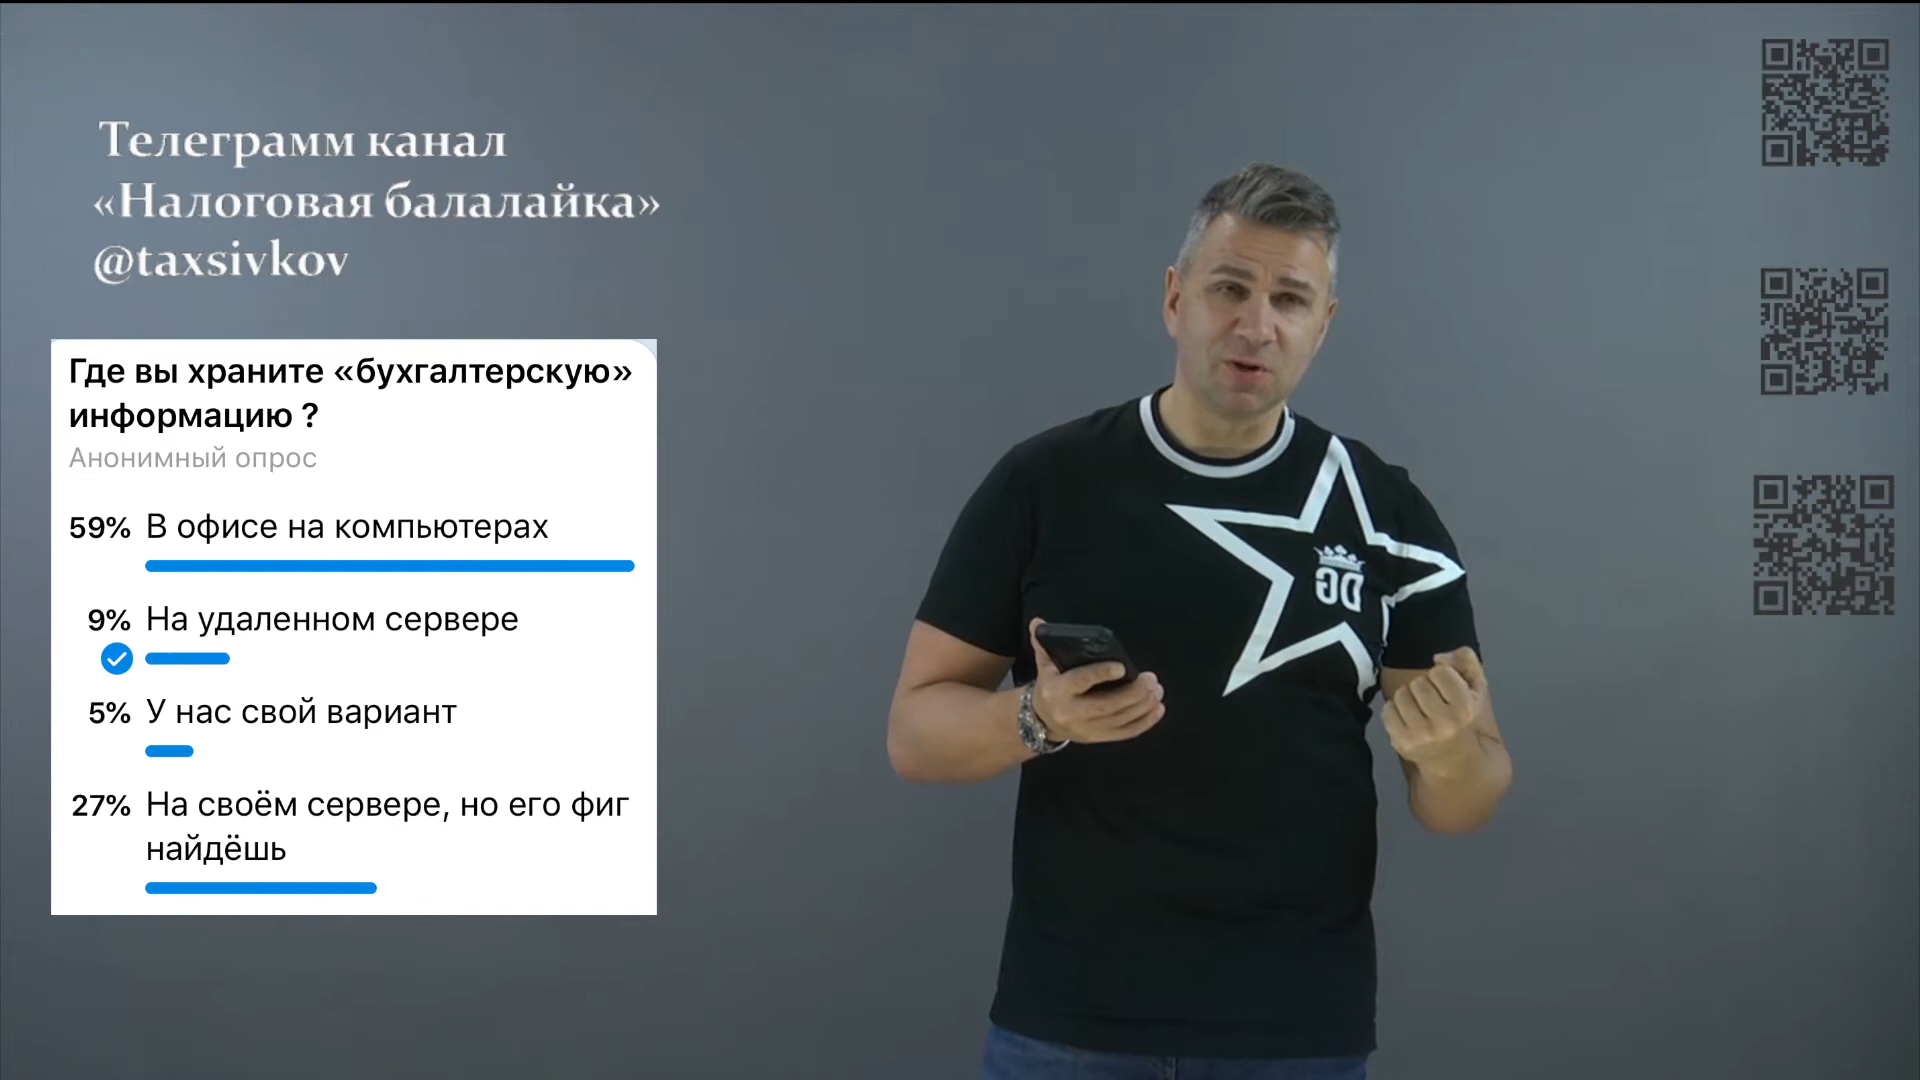 Телеграмм канал
«Налоговая балалайка»
@taxsivkov
Где вы храните «бухгалтерскую»
информацию ?
Анонимный опрос
59% В офисе на компьютерах
9% На удаленном сервере
5% У нас свой вариант
27% На своём сервере, но его фиг
найдёшь
DG